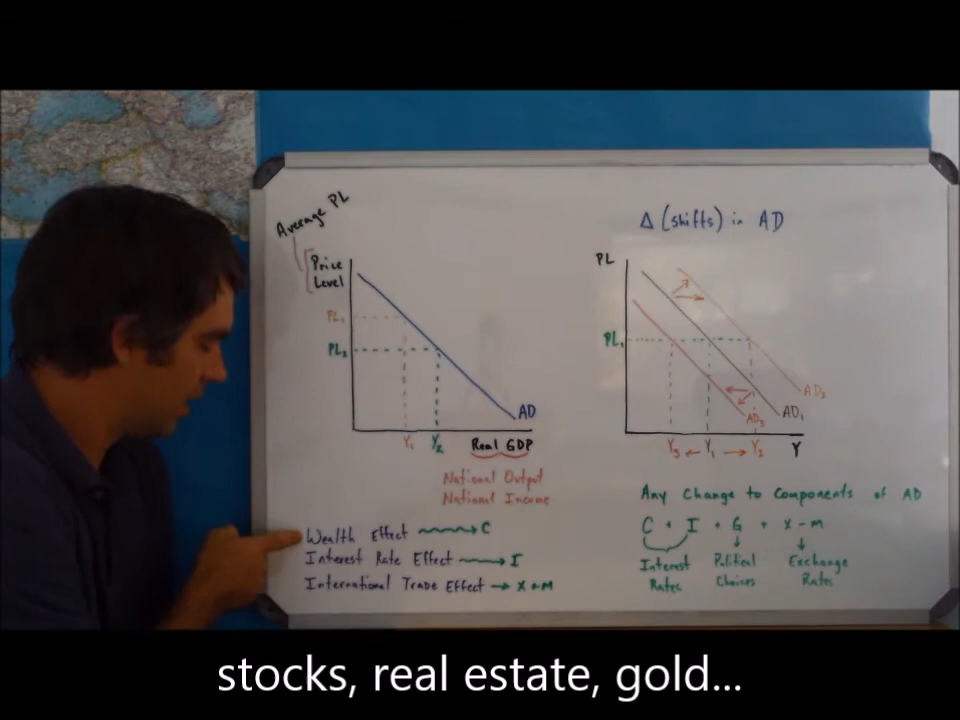 Average PL
Price
Level
PL₁
PL₂
AD
Y₁
Y₂
Real GDP
National Output
National Income
Wealth Effect → C
Interest Rate Effect → I
International Trade Effect → X + M
Δ (shifts) in AD
PL
PL₁
AD₂
AD₁
AD₃
Y₃ ← Y₁ → Y₂
Y
Any Change to Components of AD
C + I + G + X - M
Interest
Rates
Political
Choices
Exchange
Rates
stocks, real estate, gold...